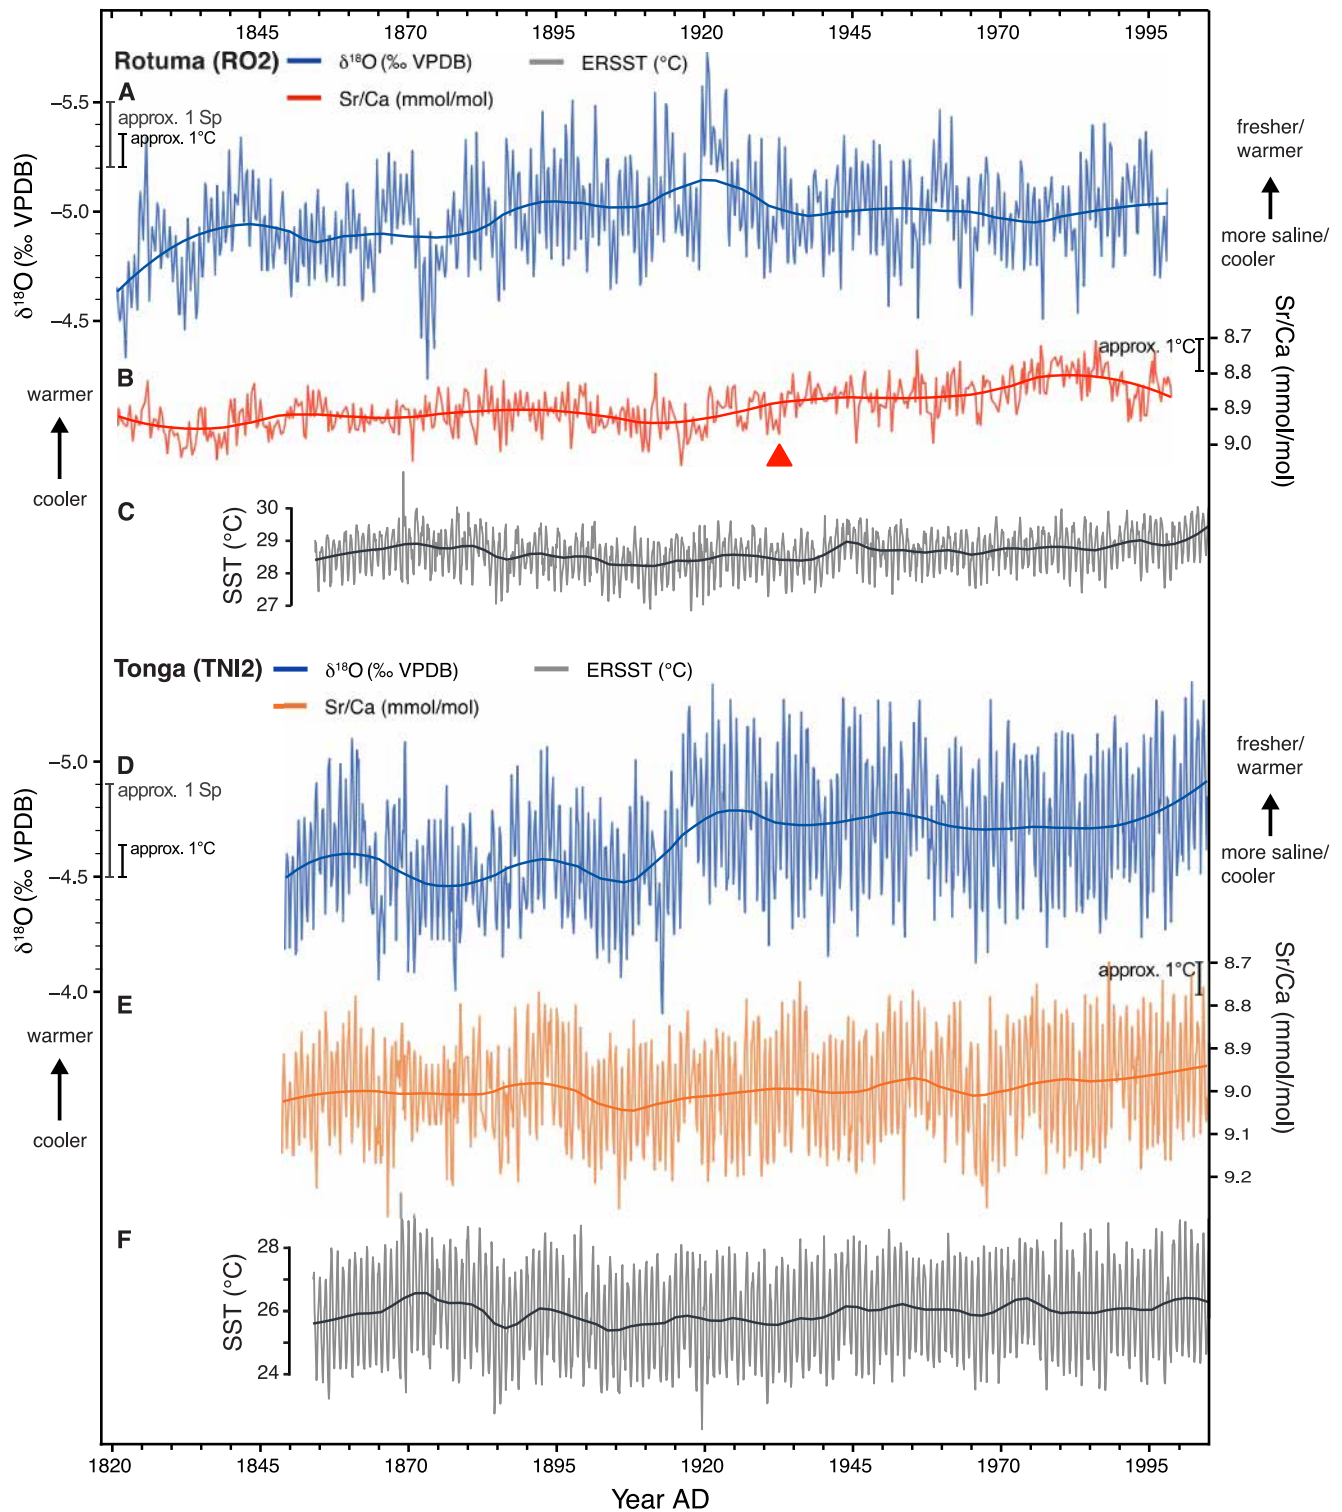 1845 1870 1895 1920 1945 1970 1995
Rotuma (RO2) δ¹⁸O (‰ VPDB) ERSST (°C)
Sr/Ca (mmol/mol)
A
–5.5
approx. 1 Sp
approx. 1°C
–5.0
–4.5
δ¹⁸O (‰ VPDB)
fresher/
warmer
more saline/
cooler
B
warmer
cooler
approx. 1°C
8.7
8.8
8.9
9.0
Sr/Ca (mmol/mol)
C
SST (°C)
30
29
28
27
Tonga (TNI2) δ¹⁸O (‰ VPDB) ERSST (°C)
Sr/Ca (mmol/mol)
D
–5.0
approx. 1 Sp
approx. 1°C
–4.5
–4.0
δ¹⁸O (‰ VPDB)
fresher/
warmer
more saline/
cooler
E
warmer
cooler
approx. 1°C
8.7
8.8
8.9
9.0
9.1
9.2
Sr/Ca (mmol/mol)
F
SST (°C)
28
26
24
1820 1845 1870 1895 1920 1945 1970 1995
Year AD